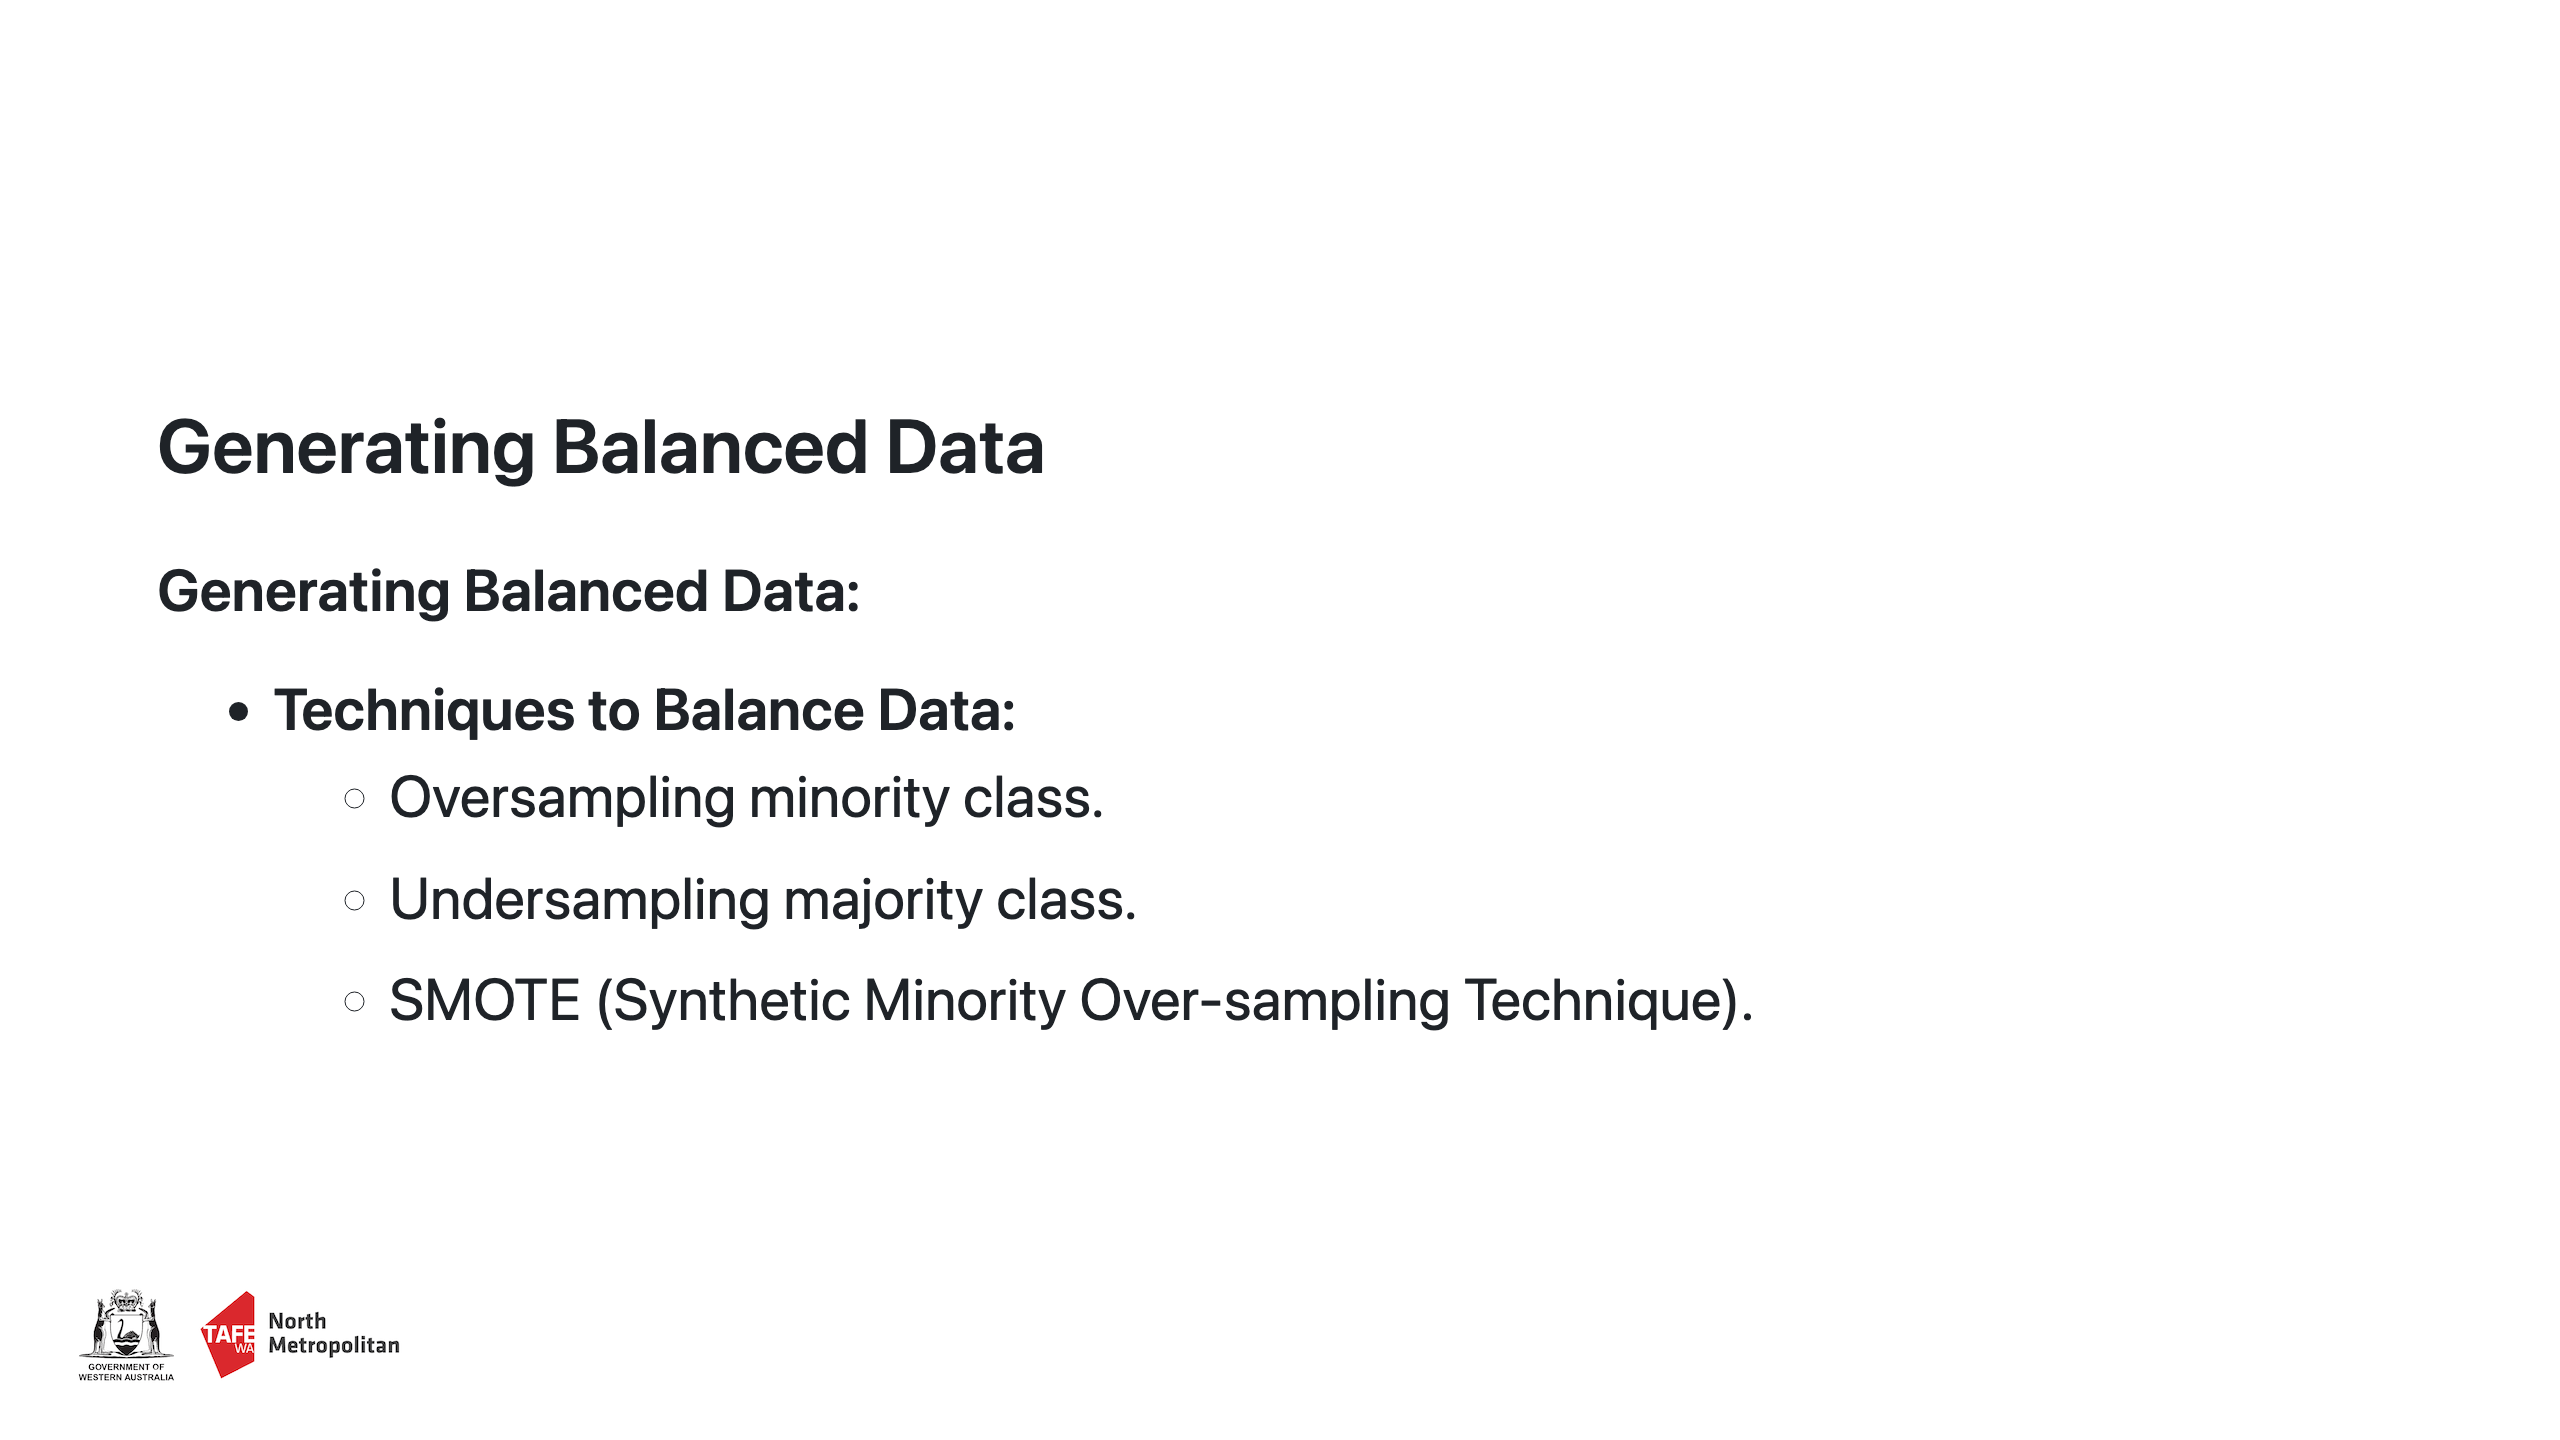 Generating Balanced Data
Generating Balanced Data:
• Techniques to Balance Data:
○ Oversampling minority class.
○ Undersampling majority class.
○ SMOTE (Synthetic Minority Over-sampling Technique).
GOVERNMENT OF
WESTERN AUSTRALIA
TAFE
WA
North
Metropolitan